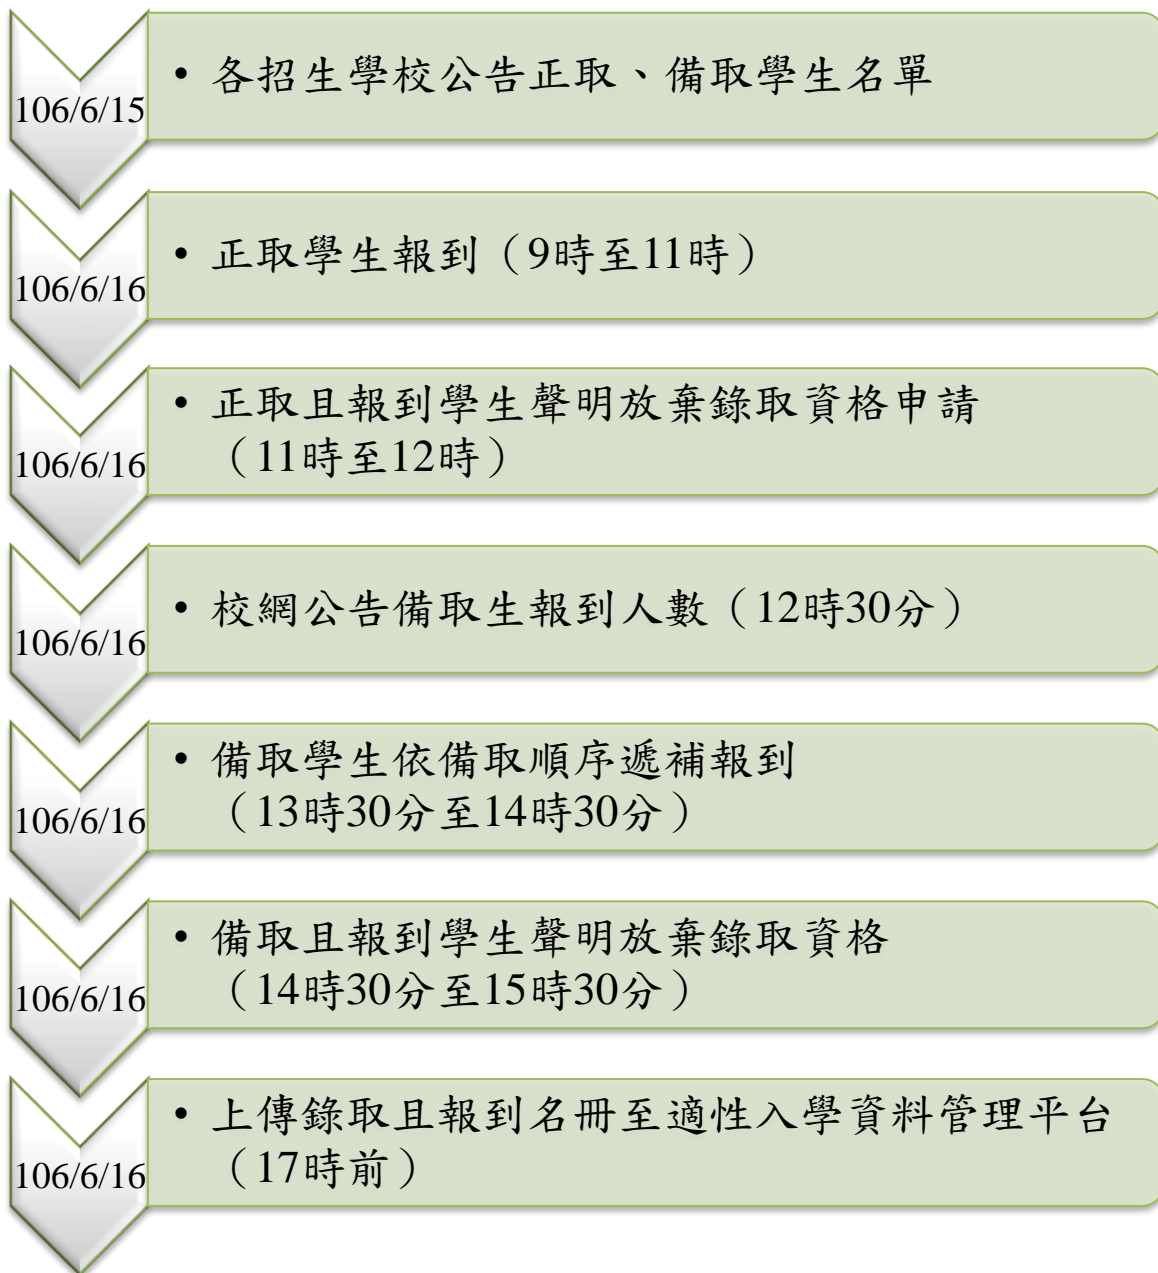 106/6/15
• 各招生學校公告正取、備取學生名單
106/6/16
• 正取學生報到（9時至11時）
106/6/16
• 正取且報到學生聲明放棄錄取資格申請
（11時至12時）
106/6/16
• 校網公告備取生報到人數（12時30分）
106/6/16
• 備取學生依備取順序遞補報到
（13時30分至14時30分）
106/6/16
• 備取且報到學生聲明放棄錄取資格
（14時30分至15時30分）
106/6/16
• 上傳錄取且報到名冊至適性入學資料管理平台
（17時前）